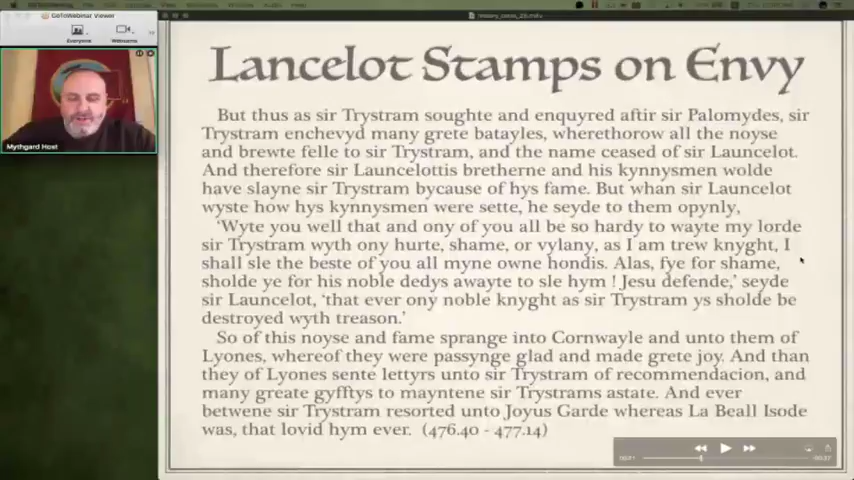 GoToWebinar Viewer
Everyone
Webcams
Mythgard Host
Lancelot Stamps on Envy
But thus as sir Trystram soughte and enquyred aftir sir Palomydes, sir
Trystram enchevyd many grete batayles, wherethorow all the noyse
and brewte felle to sir Trystram, and the name ceased of sir Launcelot.
And therefore sir Launcelottis bretherne and his kynnysmen wolde
have slayne sir Trystram bycause of hys fame. But whan sir Launcelot
wyste how hys kynnysmen were sette, he seyde to them opynly,
'Wyte you well that and ony of you all be so hardy to wayte my lorde
sir Trystram wyth ony hurte, shame, or vylany, as I am trew knyght, I
shall sle the beste of you all myne owne hondis. Alas, fye for shame,
sholde ye for his noble dedys awayte to sle hym ! Jesu defende,' seyde
sir Launcelot, 'that ever ony noble knyght as sir Trystram ys sholde be
destroyed wyth treason.'
So of this noyse and fame sprange into Cornwayle and unto them of
Lyones, whereof they were passynge glad and made grete joy. And than
they of Lyones sente lettyrs unto sir Trystram of recommendacion, and
many greate gyfftys to mayntene sir Trystrams astate. And ever
betwene sir Trystram resorted unto Joyus Garde whereas La Beall Isode
was, that lovid hym ever. (476.40 - 477.14)